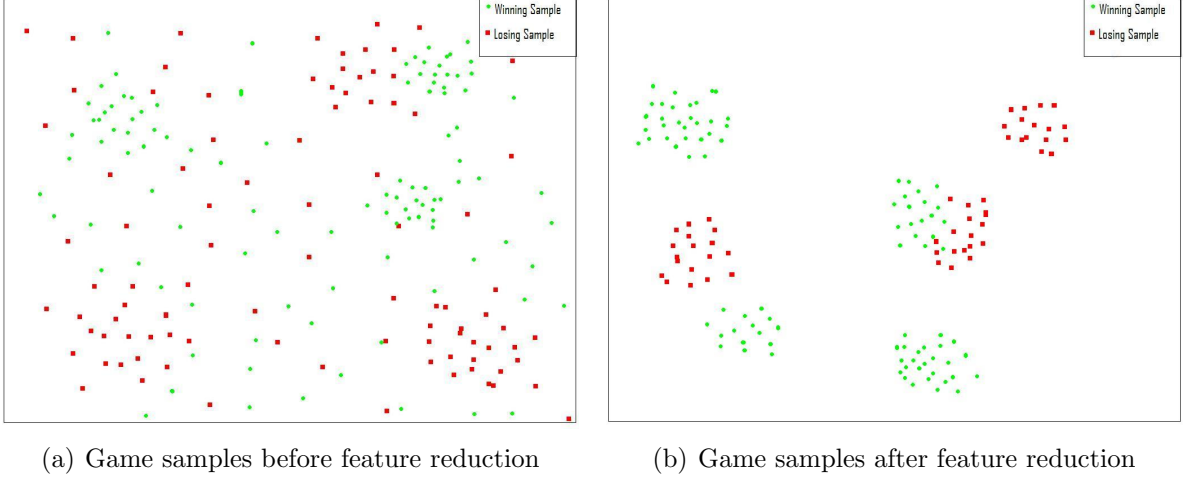 Winning Sample
Losing Sample
Winning Sample
Losing Sample
(a) Game samples before feature reduction
(b) Game samples after feature reduction